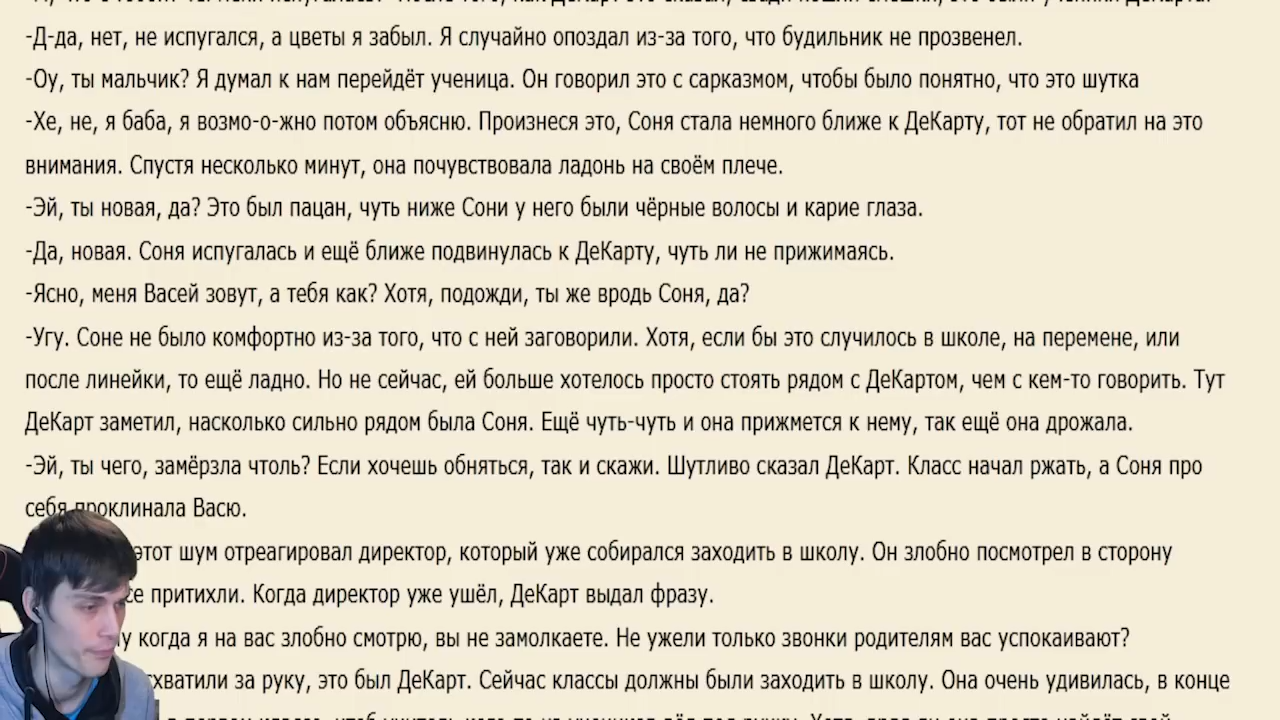 -Д-да, нет, не испугался, а цветы я забыл. Я случайно опоздал из-за того, что будильник не прозвенел.
-Оу, ты мальчик? Я думал к нам перейдёт ученица. Он говорил это с сарказмом, чтобы было понятно, что это шутка
-Хе, не, я баба, я возмо-о-жно потом объясню. Произнеся это, Соня стала немного ближе к ДеКарту, тот не обратил на это
внимания. Спустя несколько минут, она почувствовала ладонь на своём плече.
-Эй, ты новая, да? Это был пацан, чуть ниже Сони у него были чёрные волосы и карие глаза.
-Да, новая. Соня испугалась и ещё ближе подвинулась к ДеКарту, чуть ли не прижимаясь.
-Ясно, меня Васей зовут, а тебя как? Хотя, подожди, ты же вродь Соня, да?
-Угу. Соне не было комфортно из-за того, что с ней заговорили. Хотя, если бы это случилось в школе, на перемене, или
после линейки, то ещё ладно. Но не сейчас, ей больше хотелось просто стоять рядом с ДеКартом, чем с кем-то говорить. Тут
ДеКарт заметил, насколько сильно рядом была Соня. Ещё чуть-чуть и она прижмется к нему, так ещё она дрожала.
-Эй, ты чего, замёрзла чтоль? Если хочешь обняться, так и скажи. Шутливо сказал ДеКарт. Класс начал ржать, а Соня про
себя проклинала Васю.
этот шум отреагировал директор, который уже собирался заходить в школу. Он злобно посмотрел в сторону
притихли. Когда директор уже ушёл, ДеКарт выдал фразу.
когда я на вас злобно смотрю, вы не замолкаете. Не ужели только звонки родителям вас успокаивают?
схватили за руку, это был ДеКарт. Сейчас классы должны были заходить в школу. Она очень удивилась, в конце